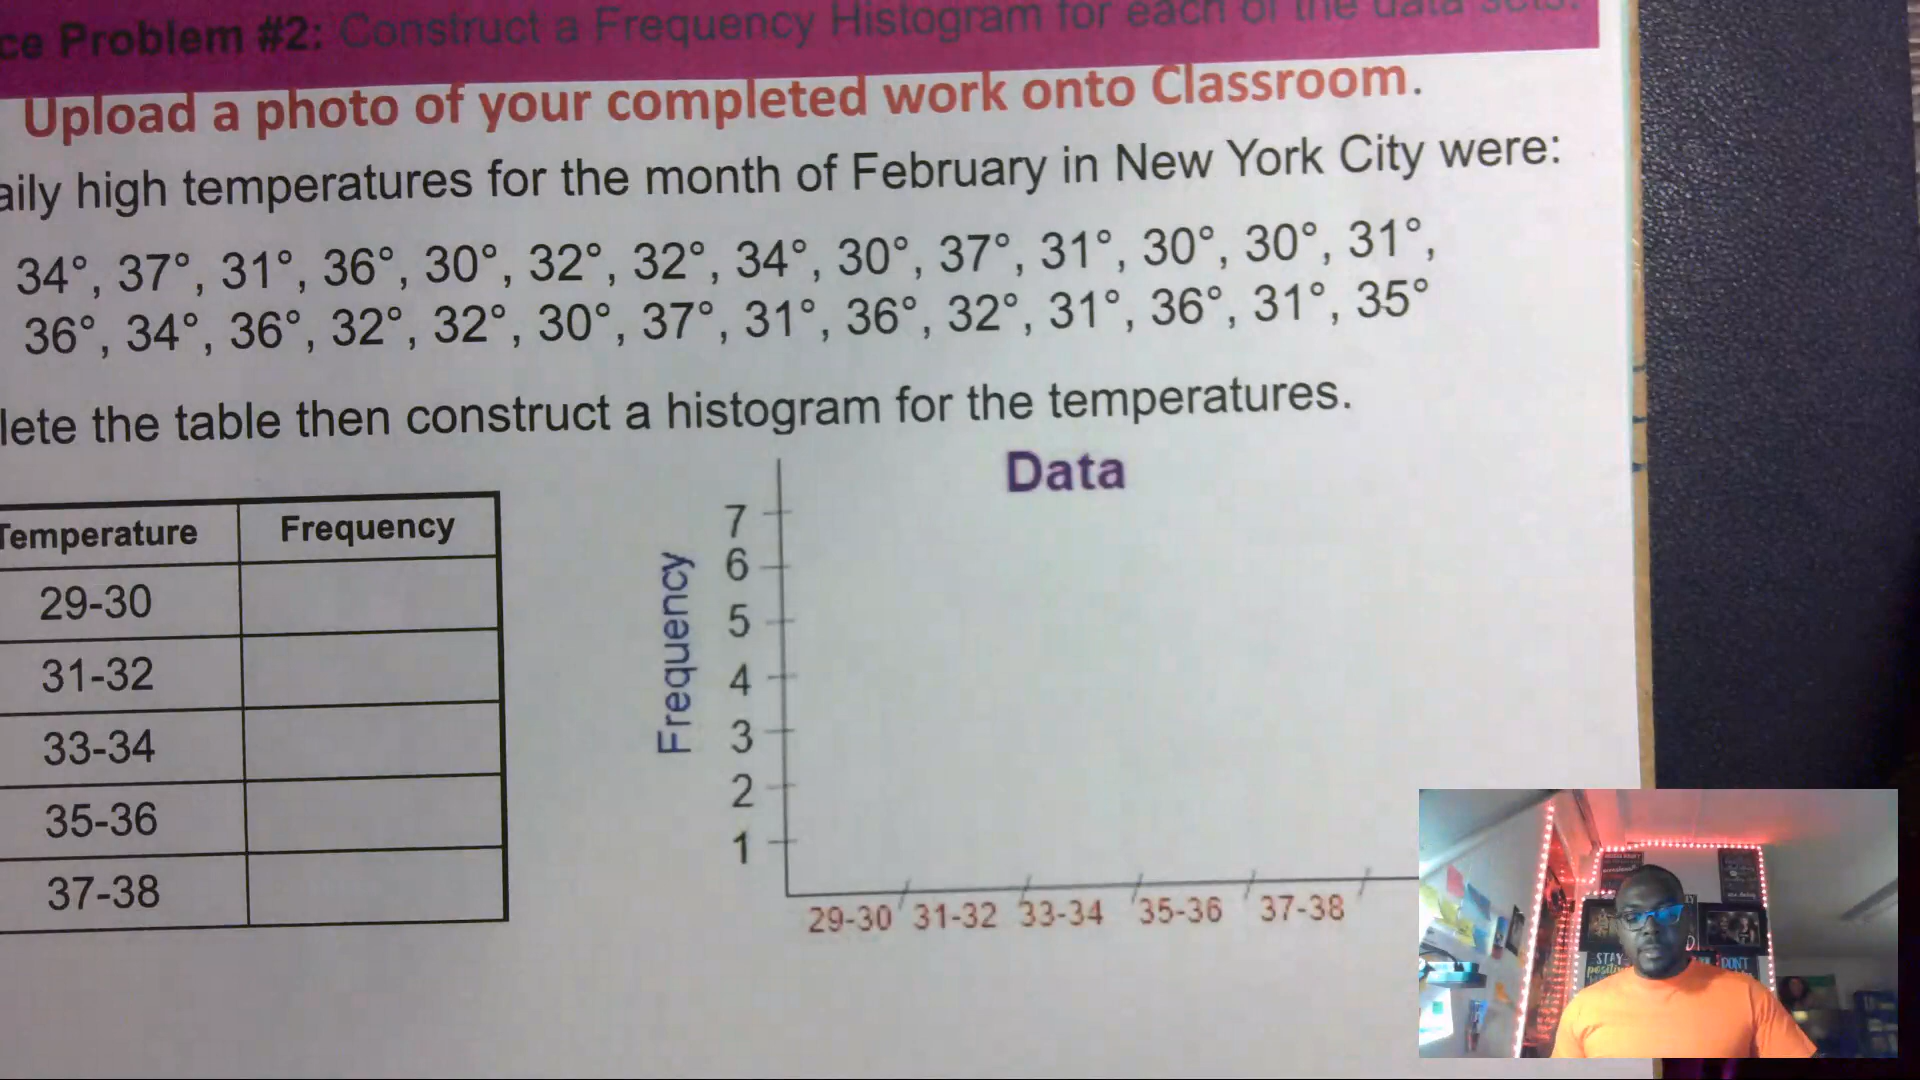 ce Problem #2: Construct a Frequency Histogram for each of the data sets.
Upload a photo of your completed work onto Classroom.
aily high temperatures for the month of February in New York City were:
34°, 37°, 31°, 36°, 30°, 32°, 32°, 34°, 30°, 37°, 31°, 30°, 30°, 31°,
36°, 34°, 36°, 32°, 32°, 30°, 37°, 31°, 36°, 32°, 31°, 36°, 31°, 35°
lete the table then construct a histogram for the temperatures.
Temperature Frequency
29-30
31-32
33-34
35-36
37-38
Data
Frequency
7
6
5
4
3
2
1
29-30 31-32 33-34 35-36 37-38
STAY
DON'T